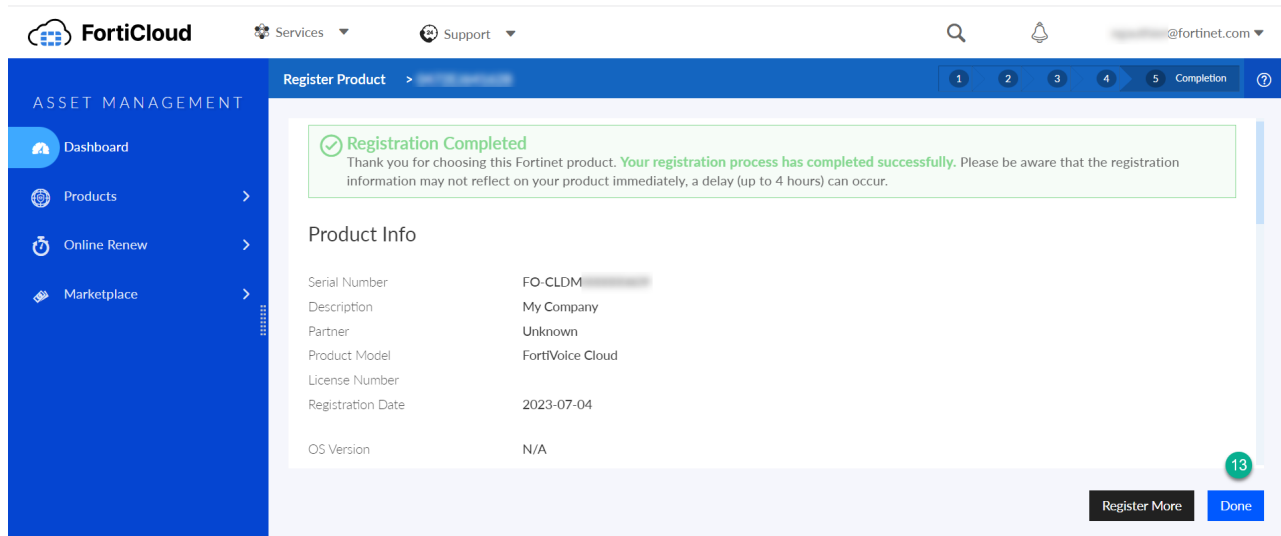 FortiCloud
Services
24
Support
@fortinet.com
ASSET MANAGEMENT
Dashboard
Products
Online Renew
Marketplace
Register Product >
1 2 3 4 5 Completion
?
Registration Completed
Thank you for choosing this Fortinet product. Your registration process has completed successfully. Please be aware that the registration
information may not reflect on your product immediately, a delay (up to 4 hours) can occur.
Product Info
Serial Number FO-CLDM
Description My Company
Partner Unknown
Product Model FortiVoice Cloud
License Number
Registration Date 2023-07-04
OS Version N/A
13
Register More Done